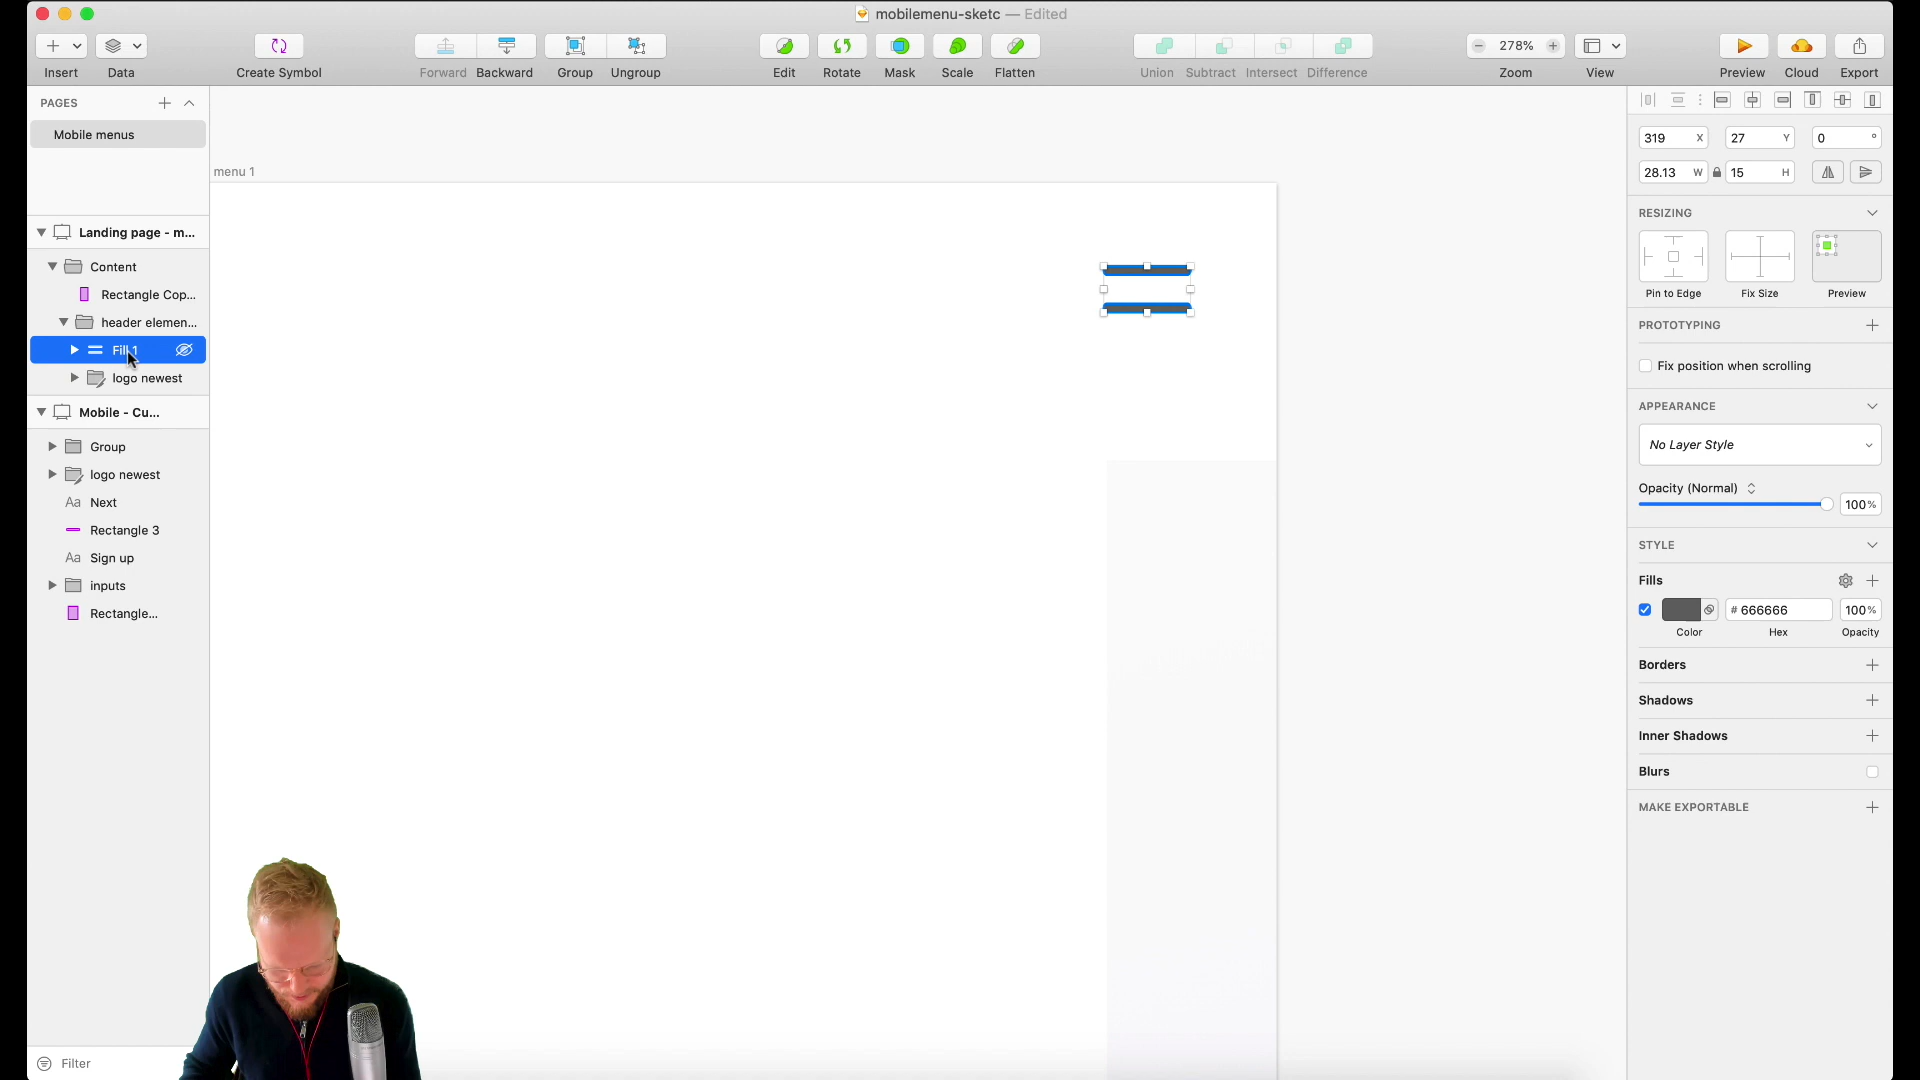 mobilemenu-sketc — Edited
Insert
Data
Create Symbol
Forward
Backward
Group
Ungroup
Edit
Rotate
Mask
Scale
Flatten
Union
Subtract
Intersect
Difference
278%
Zoom
View
Preview
Cloud
Export
PAGES
Mobile menus
Landing page - m...
Content
Rectangle Cop...
header elemen...
Fill 1
logo newest
Mobile - Cu...
Group
logo newest
Aa Next
Rectangle 3
Aa Sign up
inputs
Rectangle...
Filter
menu 1
319 X
27 Y
0 °
28.13 W
15 H
RESIZING
Pin to Edge
Fix Size
Preview
PROTOTYPING
Fix position when scrolling
APPEARANCE
No Layer Style
Opacity (Normal)
100%
STYLE
Fills
# 666666
100%
Color
Hex
Opacity
Borders
Shadows
Inner Shadows
Blurs
MAKE EXPORTABLE